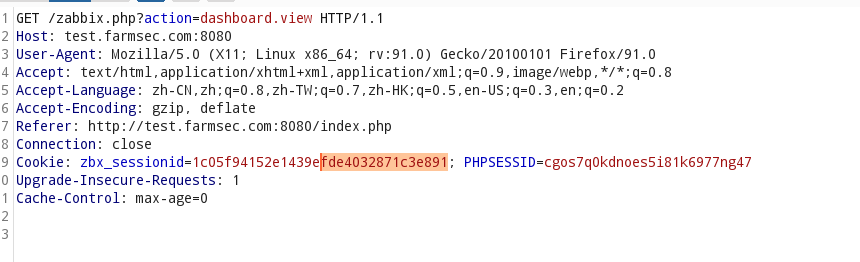 1 GET /zabbix.php?action=dashboard.view HTTP/1.1
2 Host: test.farmsec.com:8080
3 User-Agent: Mozilla/5.0 (X11; Linux x86_64; rv:91.0) Gecko/20100101 Firefox/91.0
4 Accept: text/html,application/xhtml+xml,application/xml;q=0.9,image/webp,*/*;q=0.8
5 Accept-Language: zh-CN,zh;q=0.8,zh-TW;q=0.7,zh-HK;q=0.5,en-US;q=0.3,en;q=0.2
6 Accept-Encoding: gzip, deflate
7 Referer: http://test.farmsec.com:8080/index.php
8 Connection: close
9 Cookie: zbx_sessionid=1c05f94152e1439efde4032871c3e891; PHPSESSID=cgos7q0kdnoes5i81k6977ng47
0 Upgrade-Insecure-Requests: 1
1 Cache-Control: max-age=0
2
3